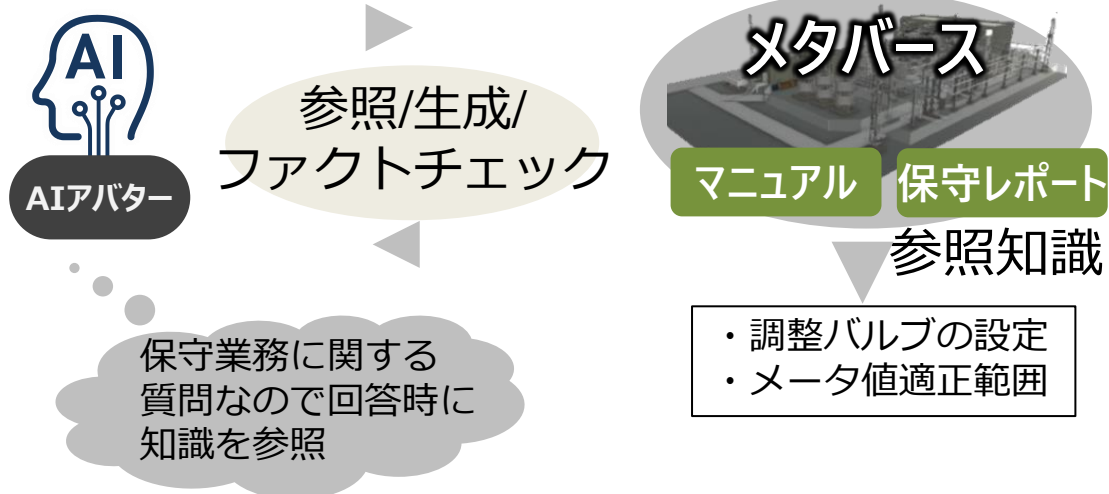 AI
AIアバター
参照/生成/
ファクトチェック
メタバース
マニュアル
保守レポート
参照知識
・調整バルブの設定
・メータ値適正範囲
保守業務に関する
質問なので回答時に
知識を参照